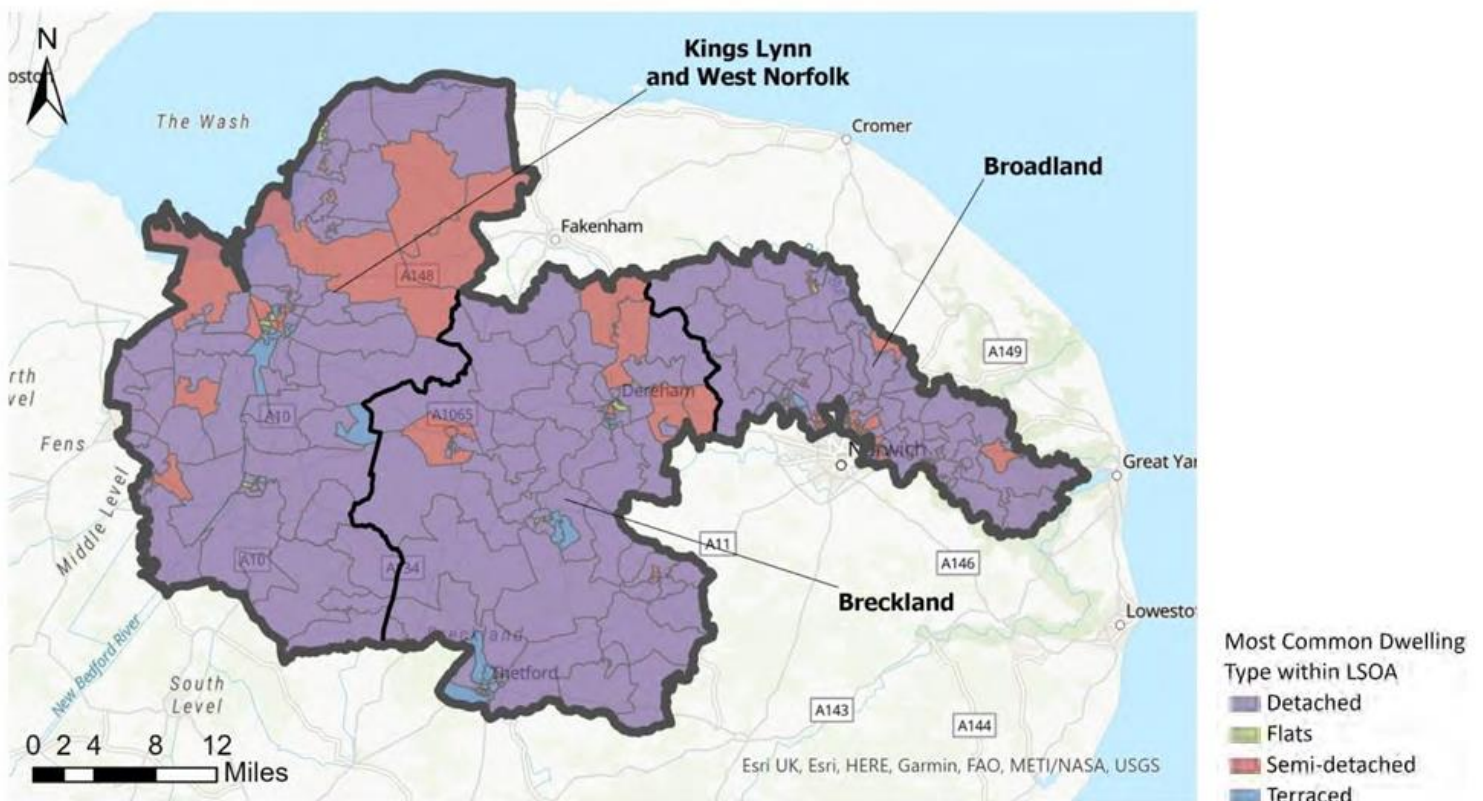 N
Kings Lynn
and West Norfolk
oston
The Wash
Cromer
Broadland
Fakenham
A148
A149
rth
vel
Dereham
A1065
A10
Fens
Norwich
Great Yar
Middle Level
A11
A10
A146
Breckland
Lowesto
New Bedford River
Thetford
South
Level
A143
A144
0 2 4 8 12
Miles
Esri UK, Esri, HERE, Garmin, FAO, METI/NASA, USGS
Most Common Dwelling
Type within LSOA
Detached
Flats
Semi-detached
Terraced